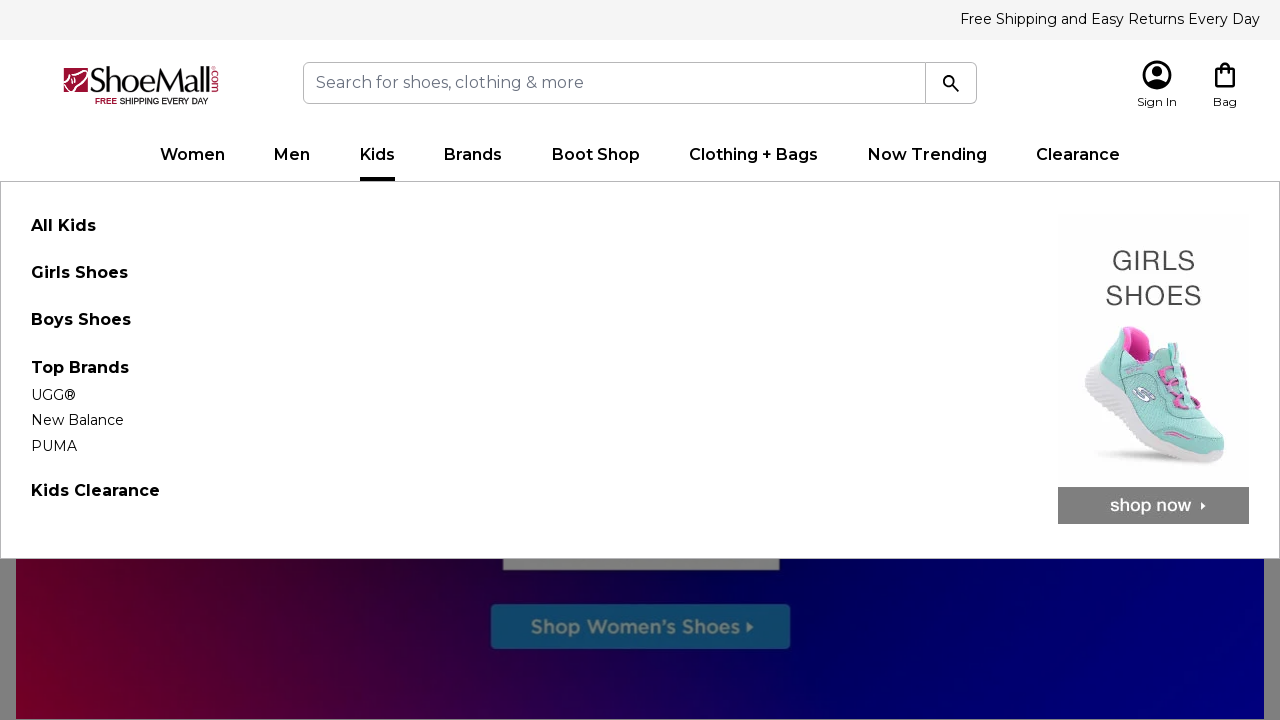 Free Shipping and Easy Returns Every Day
ShoeMall.com
FREE SHIPPING EVERY DAY
Search for shoes, clothing & more
Sign In
Bag
Women
Men
Kids
Brands
Boot Shop
Clothing + Bags
Now Trending
Clearance
All Kids
Girls Shoes
Boys Shoes
Top Brands
UGG®
New Balance
PUMA
Kids Clearance
GIRLS
SHOES
shop now
Shop Women's Shoes